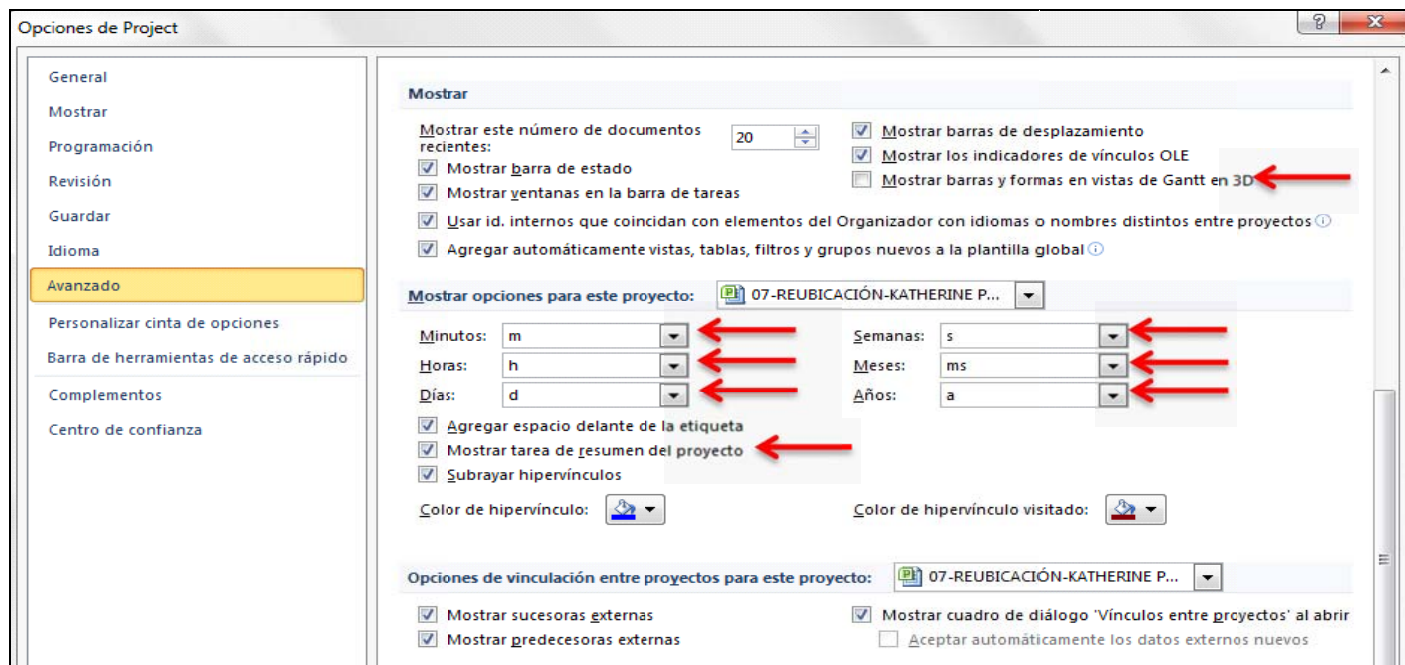 Opciones de Project
General
Mostrar
Programación
Revisión
Guardar
Idioma
Avanzado
Personalizar cinta de opciones
Barra de herramientas de acceso rápido
Complementos
Centro de confianza
Mostrar
Mostrar este número de documentos
recientes:
20
Mostrar barra de estado
Mostrar ventanas en la barra de tareas
Mostrar barras de desplazamiento
Mostrar los indicadores de vínculos OLE
Mostrar barras y formas en vistas de Gantt en 3D
Usar id. internos que coincidan con elementos del Organizador con idiomas o nombres distintos entre proyectos
Agregar automáticamente vistas, tablas, filtros y grupos nuevos a la plantilla global
Mostrar opciones para este proyecto: 07-REUBICACIÓN-KATHERINE P...
Minutos: m
Horas: h
Días: d
Semanas: s
Meses: ms
Años: a
Agregar espacio delante de la etiqueta
Mostrar tarea de resumen del proyecto
Subrayar hipervínculos
Color de hipervínculo:
Color de hipervínculo visitado:
Opciones de vinculación entre proyectos para este proyecto: 07-REUBICACIÓN-KATHERINE P...
Mostrar sucesoras externas
Mostrar predecesoras externas
Mostrar cuadro de diálogo 'Vínculos entre proyectos' al abrir
Aceptar automáticamente los datos externos nuevos